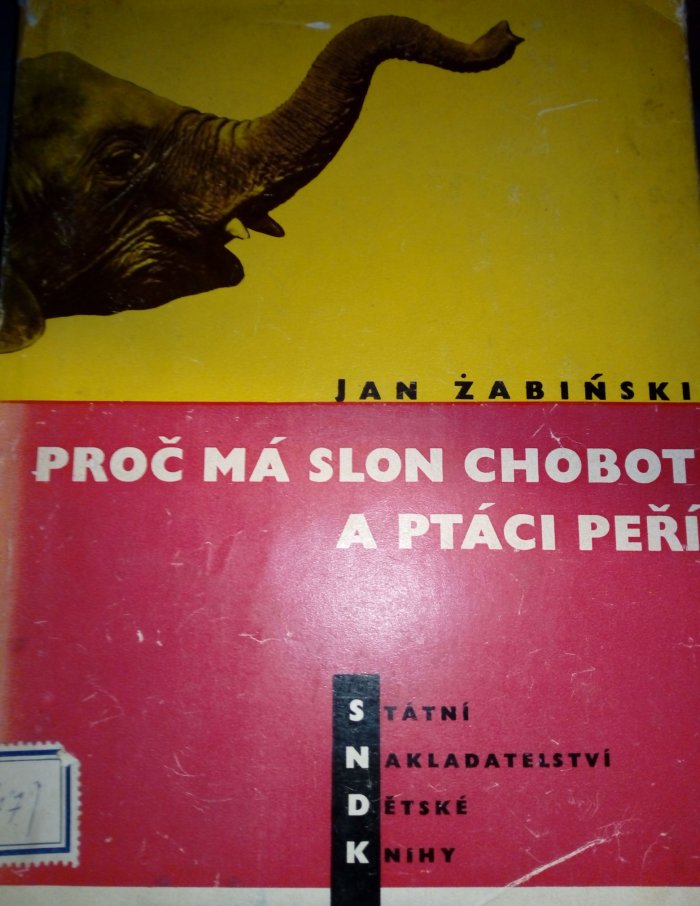 JAN ŻABIŃSKI
PROČ MÁ SLON CHOBOT
A PTÁCI PEŘÍ
STÁTNÍ
NAKLADATELSTVÍ
DĚTSKÉ
KNIHY